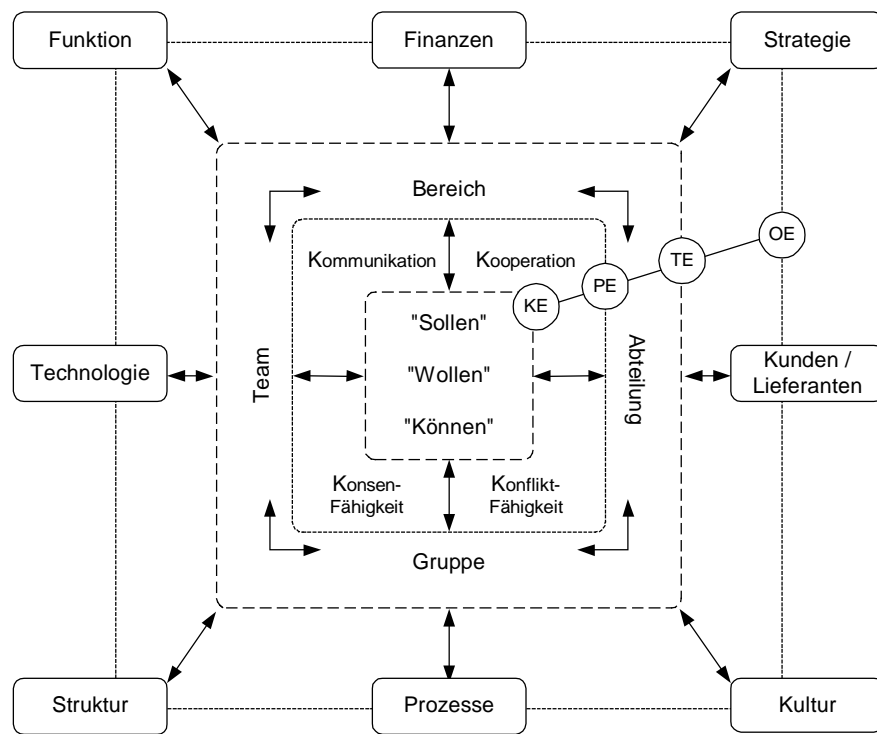 Funktion
Finanzen
Strategie
Bereich
OE
TE
Kommunikation
Kooperation
PE
KE
"Sollen"
Technologie
Team
"Wollen"
Abteilung
Kunden /
Lieferanten
"Können"
Konsen-
Fähigkeit
Konflikt-
Fähigkeit
Gruppe
Struktur
Prozesse
Kultur